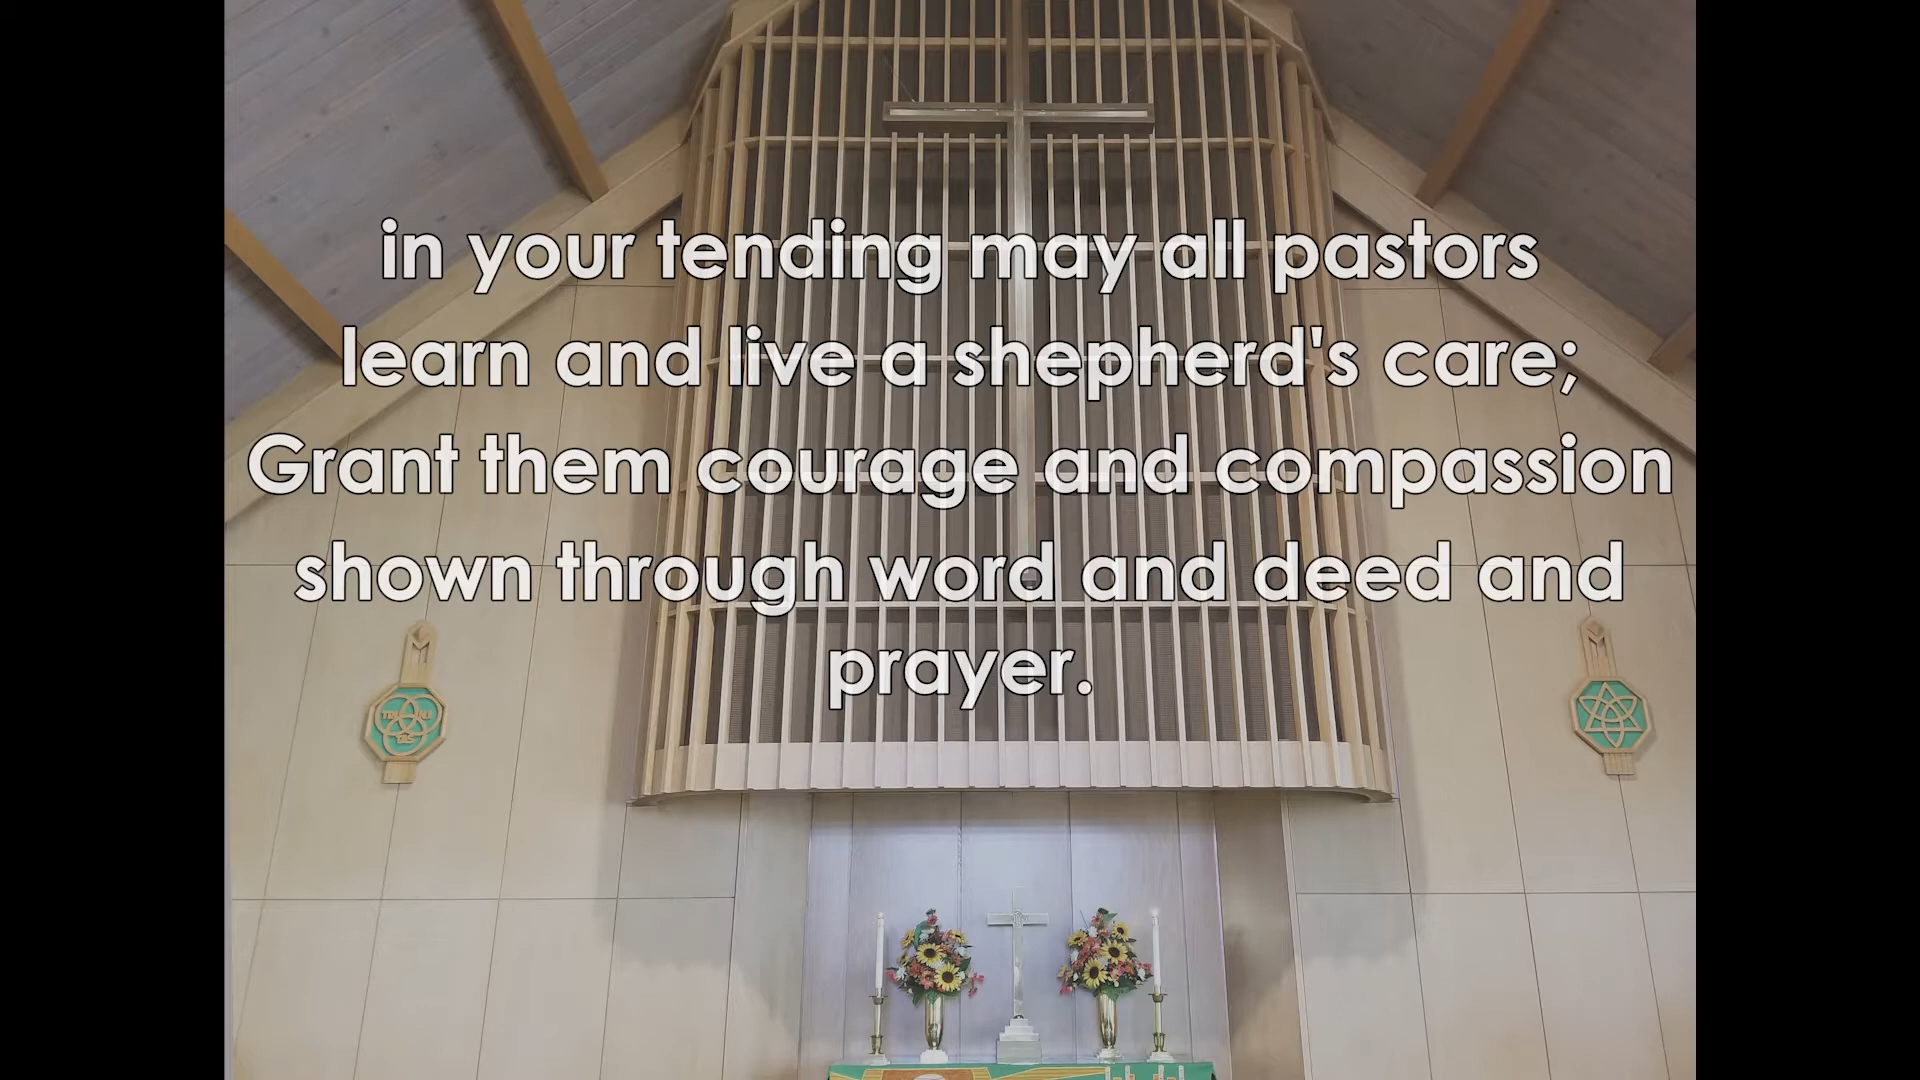 in your tending may all pastors
learn and live a shepherd's care;
Grant them courage and compassion
shown through word and deed and
prayer.